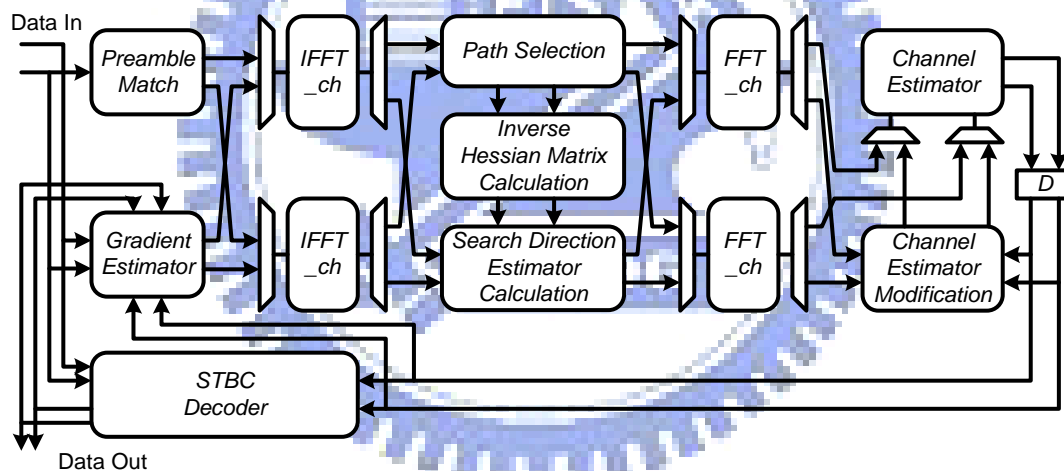 Data In
Preamble
Match
IFFT
_ch
Path Selection
FFT
_ch
Channel
Estimator
Inverse
Hessian Matrix
Calculation
D
Gradient
Estimator
IFFT
_ch
Search Direction
Estimator
Calculation
FFT
_ch
Channel
Estimator
Modification
STBC
Decoder
Data Out